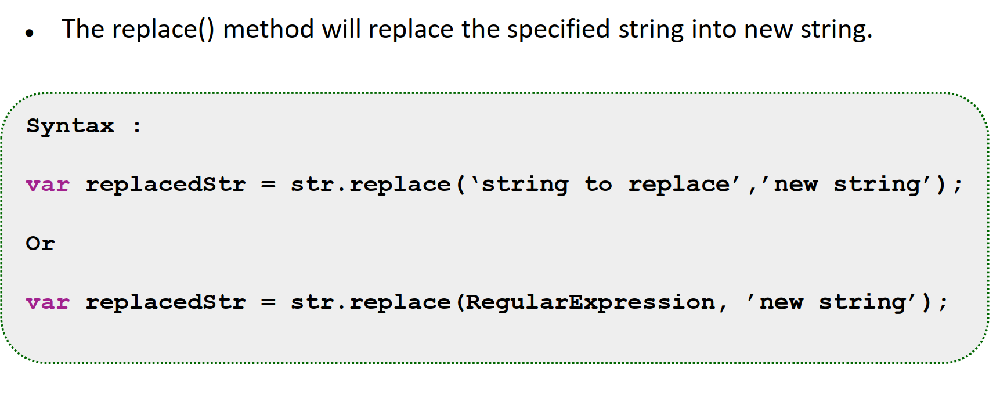 • The replace() method will replace the specified string into new string.
Syntax :
var replacedStr = str.replace(‘string to replace’,’new string’);
Or
var replacedStr = str.replace(RegularExpression, ’new string’);